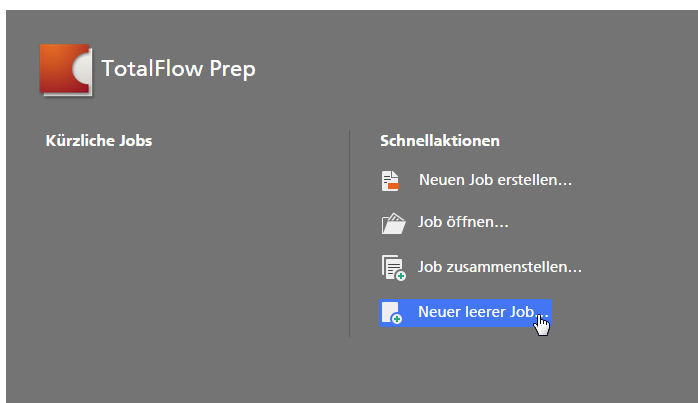 TotalFlow Prep
Kürzliche Jobs
Schnellaktionen
Neuen Job erstellen...
Job öffnen...
Job zusammenstellen...
Neuer leerer Job...